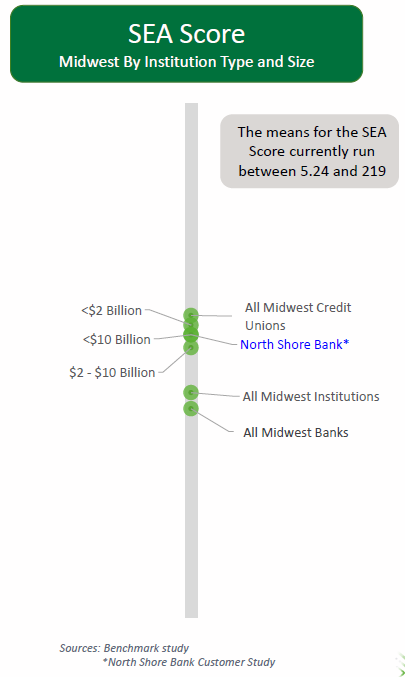 SEA Score
Midwest By Institution Type and Size
The means for the SEA
Score currently run
between 5.24 and 219
<$2 Billion
All Midwest Credit
Unions
<$10 Billion
North Shore Bank*
$2 - $10 Billion
All Midwest Institutions
All Midwest Banks
Sources: Benchmark study
*North Shore Bank Customer Study